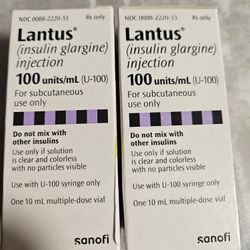 NDC 0088-2220-33 Rx only
Lantus®
(insulin glargine)
injection
100 units/mL (U-100)
For subcutaneous
use only
Do not mix with
other insulins
Use only if solution
is clear and colorless
with no particles visible
Use with U-100 syringe only
One 10 mL multiple-dose vial
sanofi
NDC 0088-2220-33 Rx only
Lantus®
(insulin glargine)
injection
100 units/mL (U-100)
For subcutaneous
use only
Do not mix with
other insulins
Use only if solution
is clear and colorless
with no particles visible
Use with U-100 syringe only
One 10 mL multiple-dose vial
sanofi